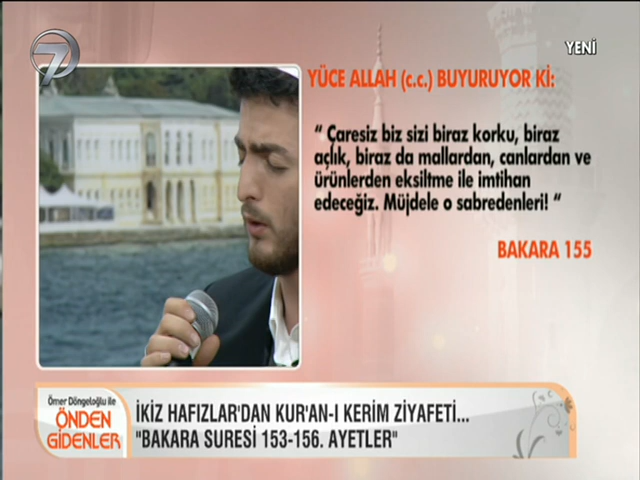 7
YENİ
YÜCE ALLAH (c.c.) BUYURUYOR Kİ:
“ Çaresiz biz sizi biraz korku, biraz
açlık, biraz da mallardan, canlardan ve
ürünlerden eksiltme ile imtihan
edeceğiz. Müjdele o sabredenleri! “
BAKARA 155
Ömer Döngeloğlu ile
ÖNDEN
GİDENLER
İKİZ HAFIZLAR'DAN KUR'AN-I KERİM ZİYAFETİ...
"BAKARA SURESİ 153-156. AYETLER"